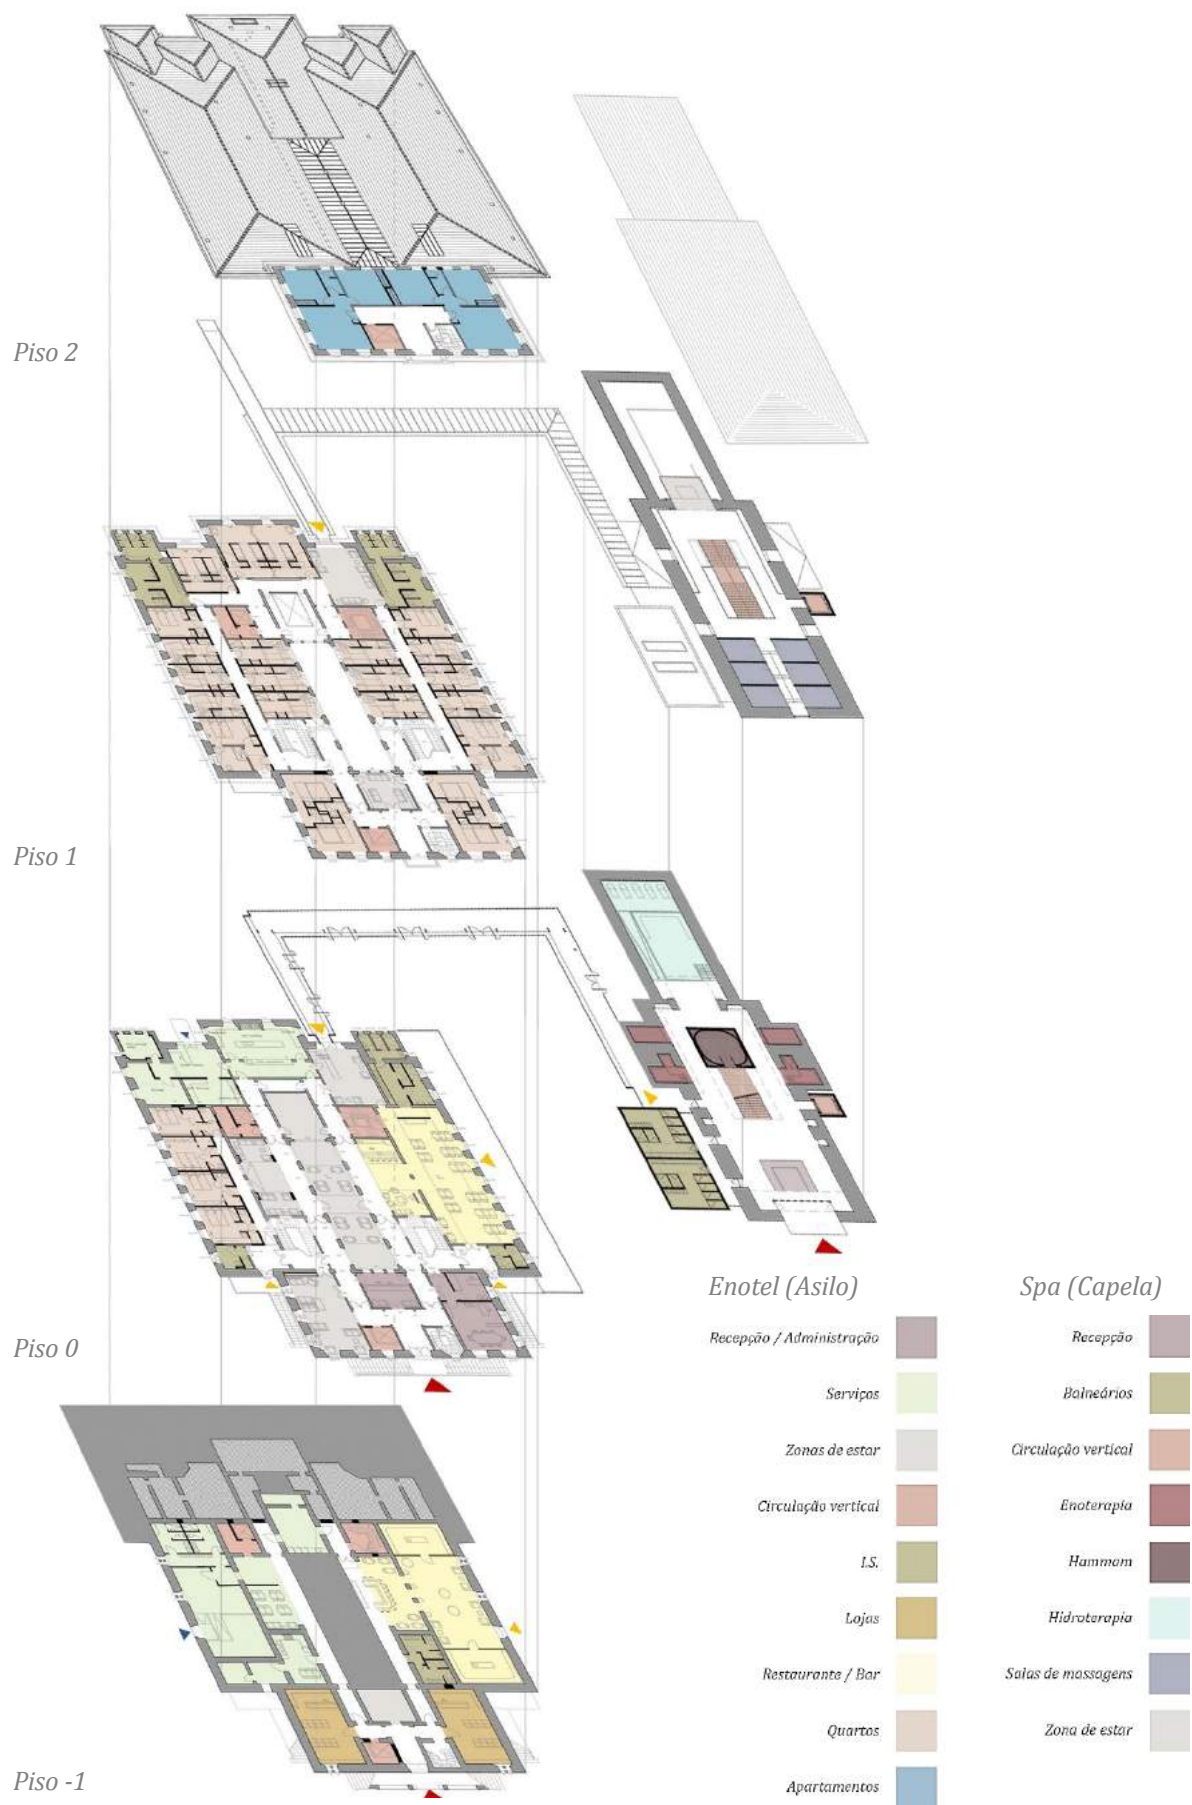 Piso 2
Piso 1
Piso 0
Piso -1
Enotel (Asilo)
Recepção / Administração
Serviços
Zonas de estar
Circulação vertical
I.S.
Lojas
Restaurante / Bar
Quartos
Apartamentos
Spa (Capela)
Recepção
Balneários
Circulação vertical
Enoterapia
Hammam
Hidroterapia
Salas de massagens
Zona de estar